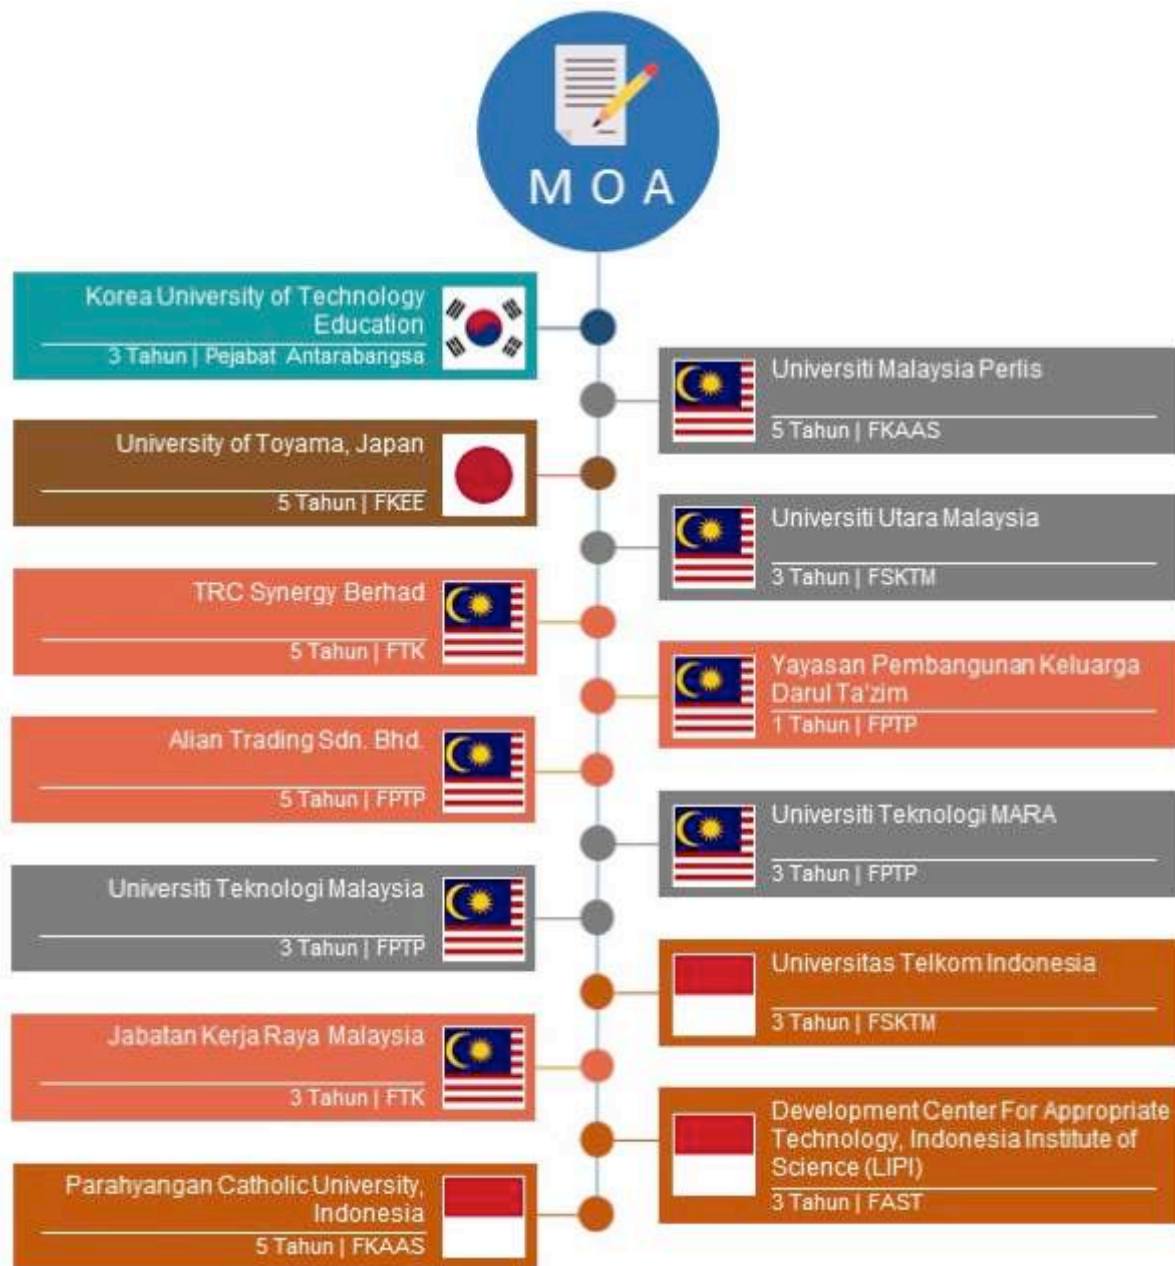 MOA
Korea University of Technology
Education
3 Tahun | Pejabat Antarabangsa
Universiti Malaysia Perlis
5 Tahun | FKAAS
University of Toyama, Japan
5 Tahun | FKEE
Universiti Utara Malaysia
3 Tahun | FSKTM
TRC Synergy Berhad
5 Tahun | FTK
Yayasan Pembangunan Keluarga
Darul Ta'zim
1 Tahun | FPTP
Alian Trading Sdn. Bhd.
5 Tahun | FPTP
Universiti Teknologi MARA
3 Tahun | FPTP
Universiti Teknologi Malaysia
3 Tahun | FPTP
Universitas Telkom Indonesia
3 Tahun | FSKTM
Jabatan Kerja Raya Malaysia
3 Tahun | FTK
Development Center For Appropriate
Technology, Indonesia Institute of
Science (LIPI)
3 Tahun | FAST
Parahyangan Catholic University,
Indonesia
5 Tahun | FKAAS